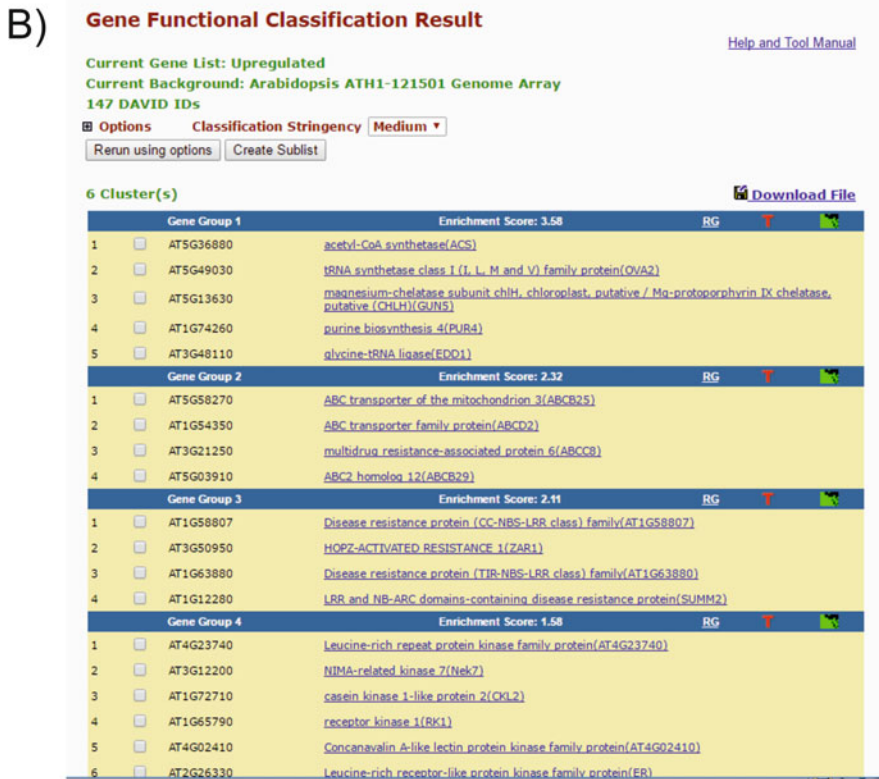 B)
Gene Functional Classification Result
Help and Tool Manual
Current Gene List: Upregulated
Current Background: Arabidopsis ATH1-121501 Genome Array
147 DAVID IDs
Options Classification Stringency Medium
Rerun using options Create Sublist
6 Cluster(s) Download File
Gene Group 1 Enrichment Score: 3.58 RG T
1 AT5G36880 acetyl-CoA synthetase(ACS)
2 AT5G49030 tRNA synthetase class I (I, L, M and V) family protein(OVA2)
3 AT5G13630 magnesium-chelatase subunit chlH, chloroplast, putative / Mg-protoporphyrin IX chelatase,
putative (CHLH)(GUN5)
4 AT1G74260 purine biosynthesis 4(PUR4)
5 AT3G48110 glycine-tRNA ligase(EDD1)
Gene Group 2 Enrichment Score: 2.32 RG T
1 AT5G58270 ABC transporter of the mitochondrion 3(ABCB25)
2 AT1G54350 ABC transporter family protein(ABCD2)
3 AT3G21250 multidrug resistance-associated protein 6(ABCC8)
4 AT5G03910 ABC2 homolog 12(ABCB29)
Gene Group 3 Enrichment Score: 2.11 RG T
1 AT1G58807 Disease resistance protein (CC-NBS-LRR class) family(AT1G58807)
2 AT3G50950 HOPZ-ACTIVATED RESISTANCE 1(ZAR1)
3 AT1G63880 Disease resistance protein (TIR-NBS-LRR class) family(AT1G63880)
4 AT1G12280 LRR and NB-ARC domains-containing disease resistance protein(SUMM2)
Gene Group 4 Enrichment Score: 1.58 RG T
1 AT4G23740 Leucine-rich repeat protein kinase family protein(AT4G23740)
2 AT3G12200 NIMA-related kinase 7(Nek7)
3 AT1G72710 casein kinase 1-like protein 2(CKL2)
4 AT1G65790 receptor kinase 1(RK1)
5 AT4G02410 Concanavalin A-like lectin protein kinase family protein(AT4G02410)
6 AT2G26330 Leucine-rich receptor-like protein kinase family protein(ER)